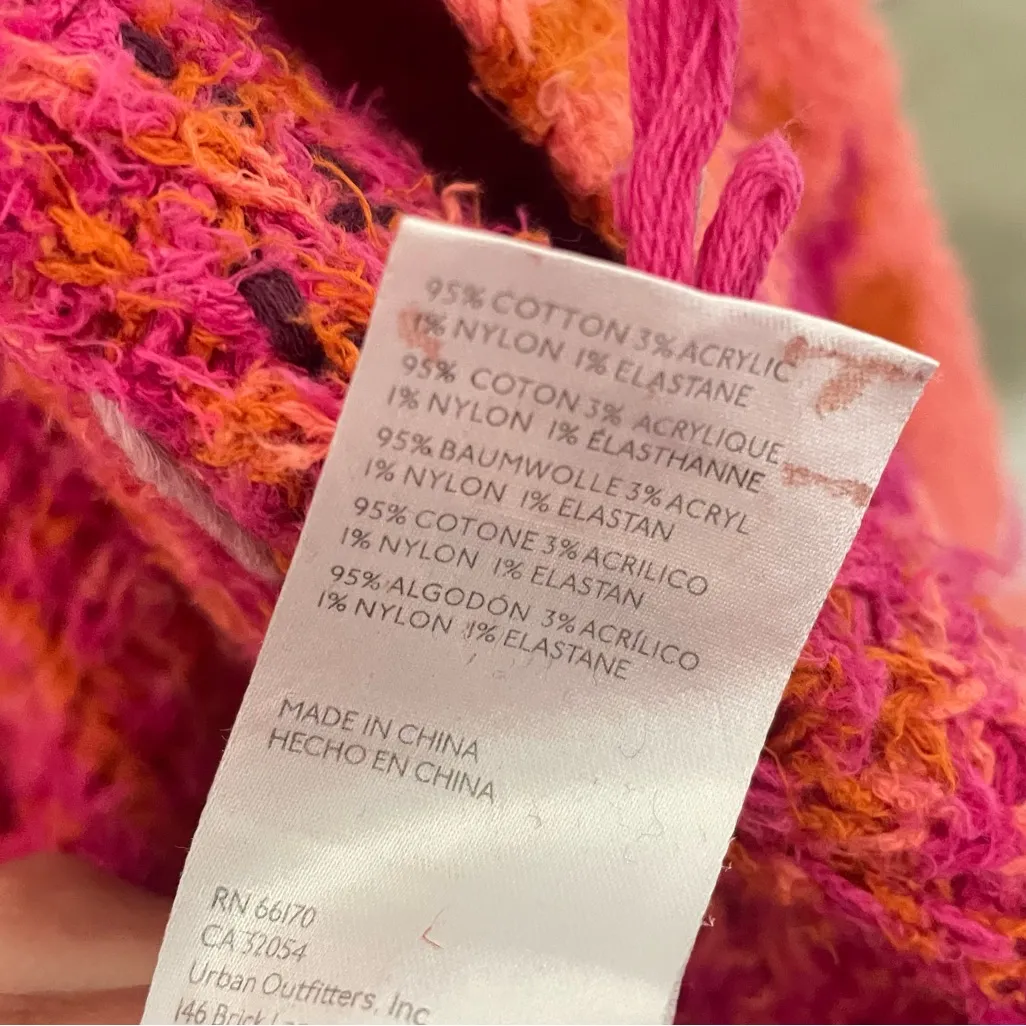 95% COTTON 3% ACRYLIC
1% NYLON 1% ELASTANE
95% COTON 3% ACRYLIQUE
1% NYLON 1% ÉLASTHANNE
95% BAUMWOLLE 3% ACRYL
1% NYLON 1% ELASTAN
95% COTONE 3% ACRILICO
1% NYLON 1% ELASTAN
95% ALGODÓN 3% ACRÍLICO
1% NYLON 1% ELASTANE
MADE IN CHINA
HECHO EN CHINA
RN 66170
CA 32054
Urban Outfitters, Inc
146 Brick